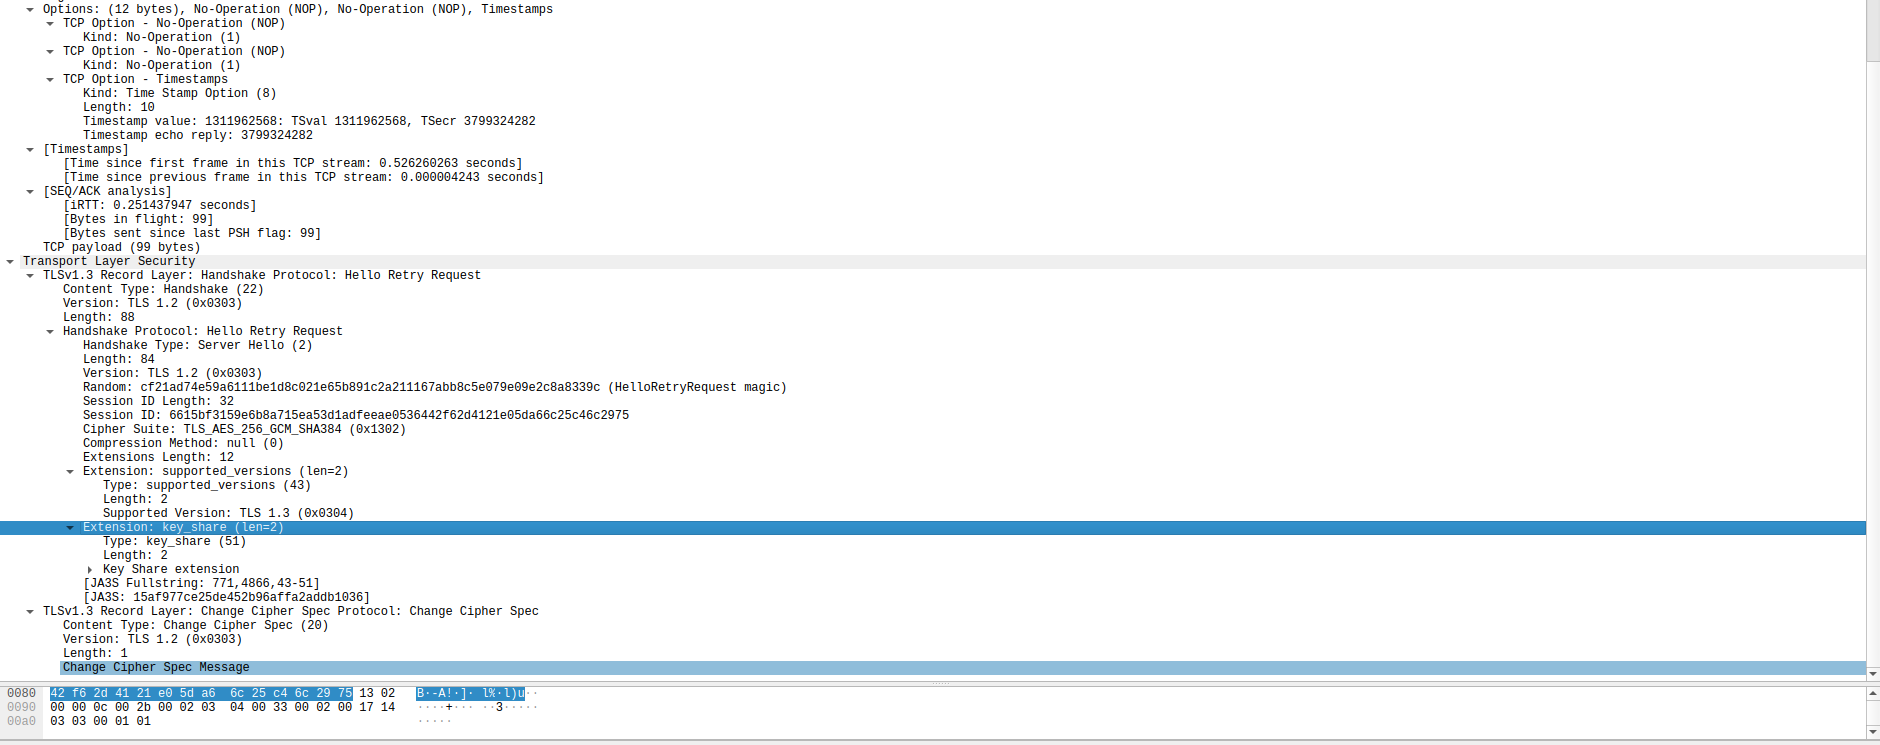 Options: (12 bytes), No-Operation (NOP), No-Operation (NOP), Timestamps
TCP Option - No-Operation (NOP)
Kind: No-Operation (1)
TCP Option - No-Operation (NOP)
Kind: No-Operation (1)
TCP Option - Timestamps
Kind: Time Stamp Option (8)
Length: 10
Timestamp value: 1311962568: TSval 1311962568, TSecr 3799324282
Timestamp echo reply: 3799324282
[Timestamps]
[Time since first frame in this TCP stream: 0.526260263 seconds]
[Time since previous frame in this TCP stream: 0.000004243 seconds]
[SEQ/ACK analysis]
[iRTT: 0.251437947 seconds]
[Bytes in flight: 99]
[Bytes sent since last PSH flag: 99]
TCP payload (99 bytes)
Transport Layer Security
TLSv1.3 Record Layer: Handshake Protocol: Hello Retry Request
Content Type: Handshake (22)
Version: TLS 1.2 (0x0303)
Length: 88
Handshake Protocol: Hello Retry Request
Handshake Type: Server Hello (2)
Length: 84
Version: TLS 1.2 (0x0303)
Random: cf21ad74e59a6111be1d8c021e65b891c2a211167abb8c5e079e09e2c8a8339c (HelloRetryRequest magic)
Session ID Length: 32
Session ID: 6615bf3159e6b8a715ea53d1adfeeae0536442f62d4121e05da66c25c46c2975
Cipher Suite: TLS_AES_256_GCM_SHA384 (0x1302)
Compression Method: null (0)
Extensions Length: 12
Extension: supported_versions (len=2)
Type: supported_versions (43)
Length: 2
Supported Version: TLS 1.3 (0x0304)
Extension: key_share (len=2)
Type: key_share (51)
Length: 2
Key Share extension
[JA3S Fullstring: 771,4866,43-51]
[JA3S: 15af977ce25de452b96affa2addb1036]
TLSv1.3 Record Layer: Change Cipher Spec Protocol: Change Cipher Spec
Content Type: Change Cipher Spec (20)
Version: TLS 1.2 (0x0303)
Length: 1
Change Cipher Spec Message
0080 42 f6 2d 41 21 e0 5d a6 6c 25 c4 6c 29 75 13 02 B·-A!·]· l%·l)u··
0090 00 00 0c 00 2b 00 02 03 04 00 33 00 02 00 17 14 ····+··· ··3·····
00a0 03 03 00 01 01 ·····